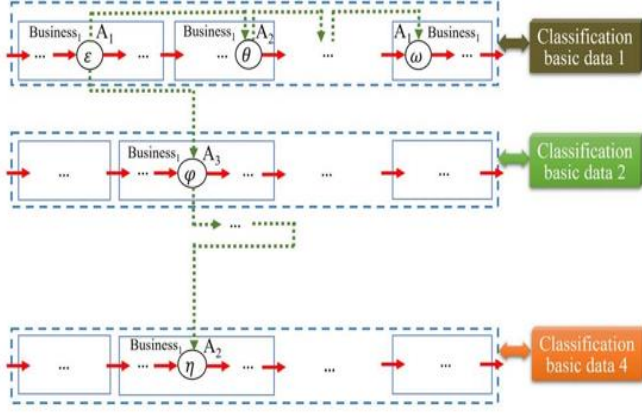 Business₁ A₁ Business₁ A₂ A₁ Business₁
... ε ... ... θ ... ω ...
Classification
basic data 1
Business₁ A₃
... ... φ ... ... ...
Classification
basic data 2
...
Business₁ A₂
... ... η ... ... ...
Classification
basic data 4